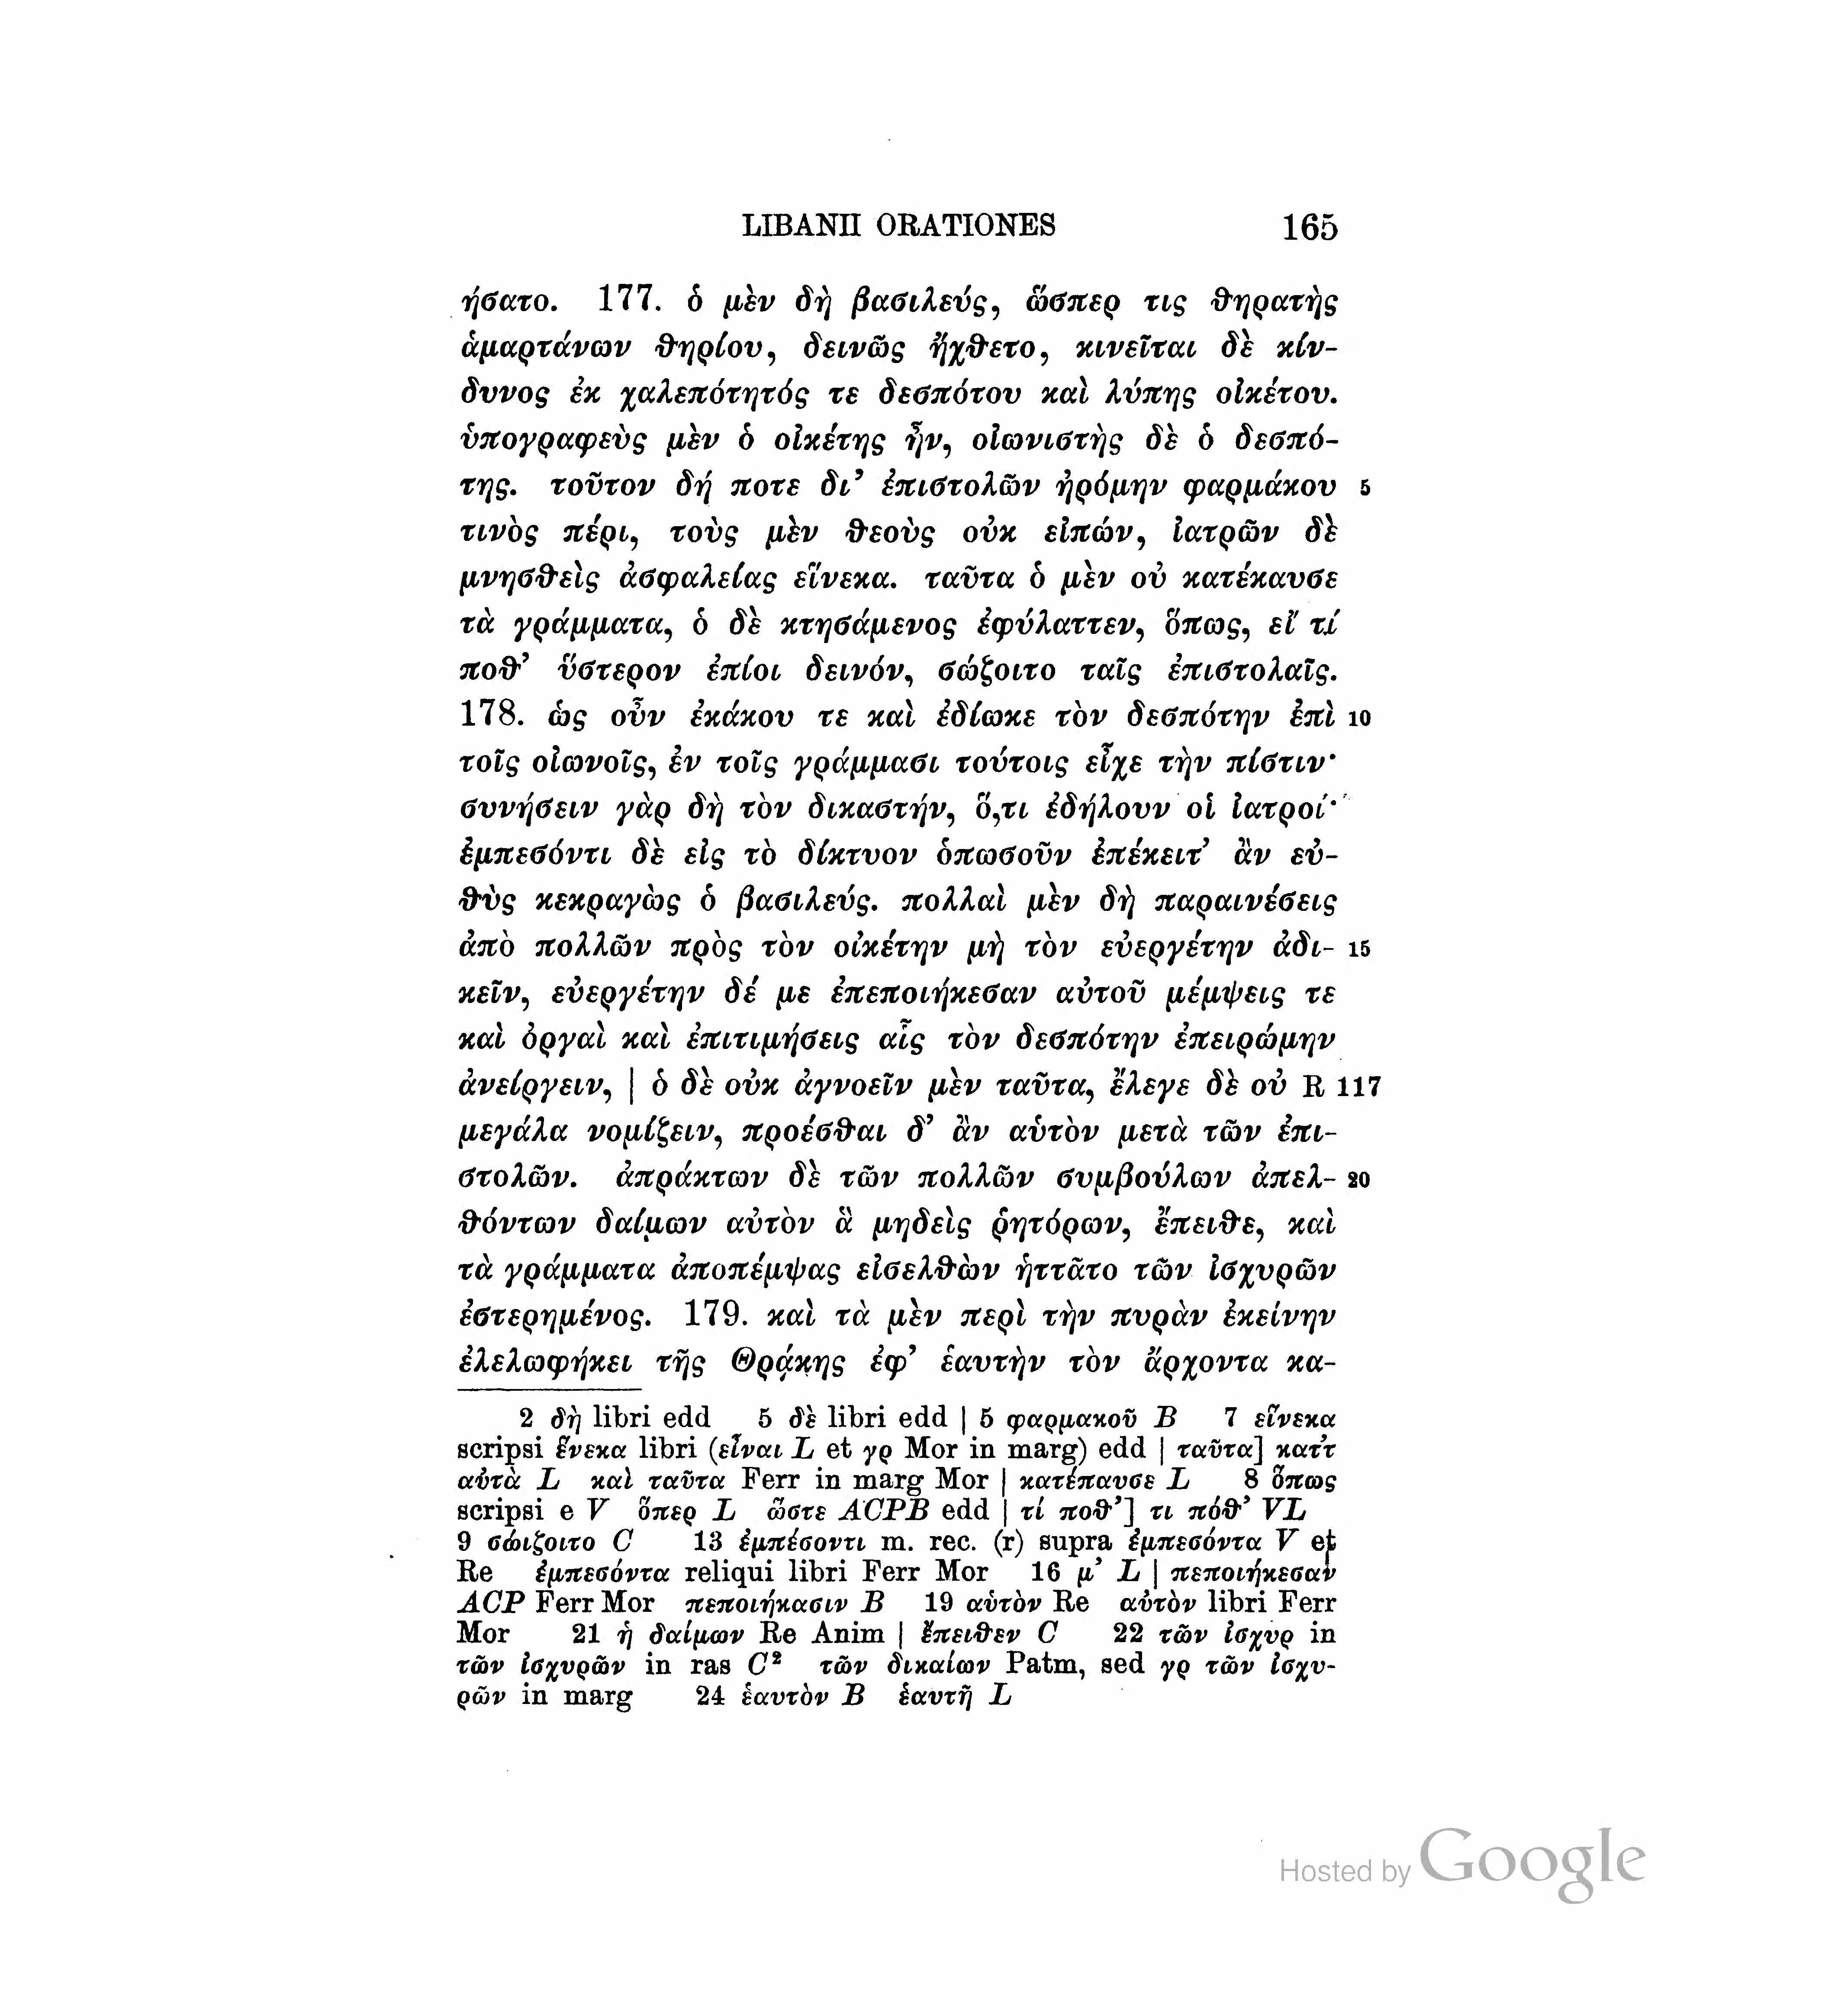 LIBANII ORATIONES 165
ήσατο. 177. ὁ μὲν δὴ βασιλεύς, ὥσπερ τις θηρατὴς
ἁμαρτάνων θηρίου, δεινῶς ἤχθετο, κινεῖται δὲ κίν-
δυνος ἐκ χαλεπότητός τε δεσπότου καὶ λύπης οἰκέτου.
ὑπογραφεὺς μὲν ὁ οἰκέτης ἦν, οἰωνιστὴς δὲ ὁ δεσπό-
της. τοῦτον δή ποτε δι’ ἐπιστολῶν ἠρόμην φαρμάκου 5
τινὸς πέρι, τοὺς μὲν θεοὺς οὐκ εἰπών, ἰατρῶν δὲ
μνησθεὶς ἀσφαλείας εἵνεκα. ταῦτα ὁ μὲν οὐ κατέκαυσε
τὰ γράμματα, ὁ δὲ κτησάμενος ἐφύλαττεν, ὅπως, εἴ τί
ποθ’ ὕστερον ἐπίοι δεινόν, σώζοιτο ταῖς ἐπιστολαῖς.
178. ὡς οὖν ἐκάκου τε καὶ ἐδίωκε τὸν δεσπότην ἐπὶ 10
τοῖς οἰωνοῖς, ἐν τοῖς γράμμασι τούτοις εἶχε τὴν πίστιν·
συνήσειν γὰρ δὴ τὸν δικαστήν, ὅ,τι ἐδήλουν οἱ ἰατροί·
ἐμπεσόντι δὲ εἰς τὸ δίκτυον ὁπωσοῦν ἐπέκειτ’ ἂν εὐ-
θὺς κεκραγὼς ὁ βασιλεύς. πολλαὶ μὲν δὴ παραινέσεις
ἀπὸ πολλῶν πρὸς τὸν οἰκέτην μὴ τὸν εὐεργέτην ἀδι- 15
κεῖν, εὐεργέτην δέ με ἐπεποιήκεσαν αὐτοῦ μέμψεις τε
καὶ ὀργαὶ καὶ ἐπιτιμήσεις αἷς τὸν δεσπότην ἐπειρώμην
ἀνείργειν, | ὁ δὲ οὐκ ἀγνοεῖν μὲν ταῦτα, ἔλεγε δὲ οὐ R 117
μεγάλα νομίζειν, προέσθαι δ’ ἂν αὑτὸν μετὰ τῶν ἐπι-
στολῶν. ἀπράκτων δὲ τῶν πολλῶν συμβούλων ἀπελ- 20
θόντων δαίμων αὐτὸν ἃ μηδεὶς ῥητόρων, ἔπειθε, καὶ
τὰ γράμματα ἀποπέμψας εἰσελθὼν ἡττᾶτο τῶν ἰσχυρῶν
ἐστερημένος. 179. καὶ τὰ μὲν περὶ τὴν πυρὰν ἐκείνην
ἐλελωφήκει τῆς Θρᾴκης ἐφ’ ἑαυτὴν τὸν ἄρχοντα κα-
2 δὴ libri edd 5 δὲ libri edd | 5 φαρμακοῦ B 7 εἵνεκα
scripsi ἕνεκα libri (εἶναι L et γρ Mor in marg) edd | ταῦτα] κατ’τ
αὐτὰ L καὶ ταῦτα Ferr in marg Mor | κατέπαυσε L 8 ὅπως
scripsi e V ὅπερ L ὥστε ACPB edd | τί ποθ’] τι πόθ’ VL
9 σώιζοιτο C 13 ἐμπέσοντι m. rec. (r) supra ἐμπεσόντα V et
Re ἐμπεσόντα reliqui libri Ferr Mor 16 μ’ L | πεποιήκεσαν
ACP Ferr Mor πεποιήκασιν B 19 αὑτὸν Re αὐτὸν libri Ferr
Mor 21 ἡ δαίμων Re Anim | ἔπειθεν C 22 τῶν ἰσχυρ in
τῶν ἰσχυρῶν in ras C² τῶν δικαίων Patm, sed γρ τῶν ἰσχυ-
ρῶν in marg 24 ἑαυτὸν B ἑαυτῇ L
Hosted by Google